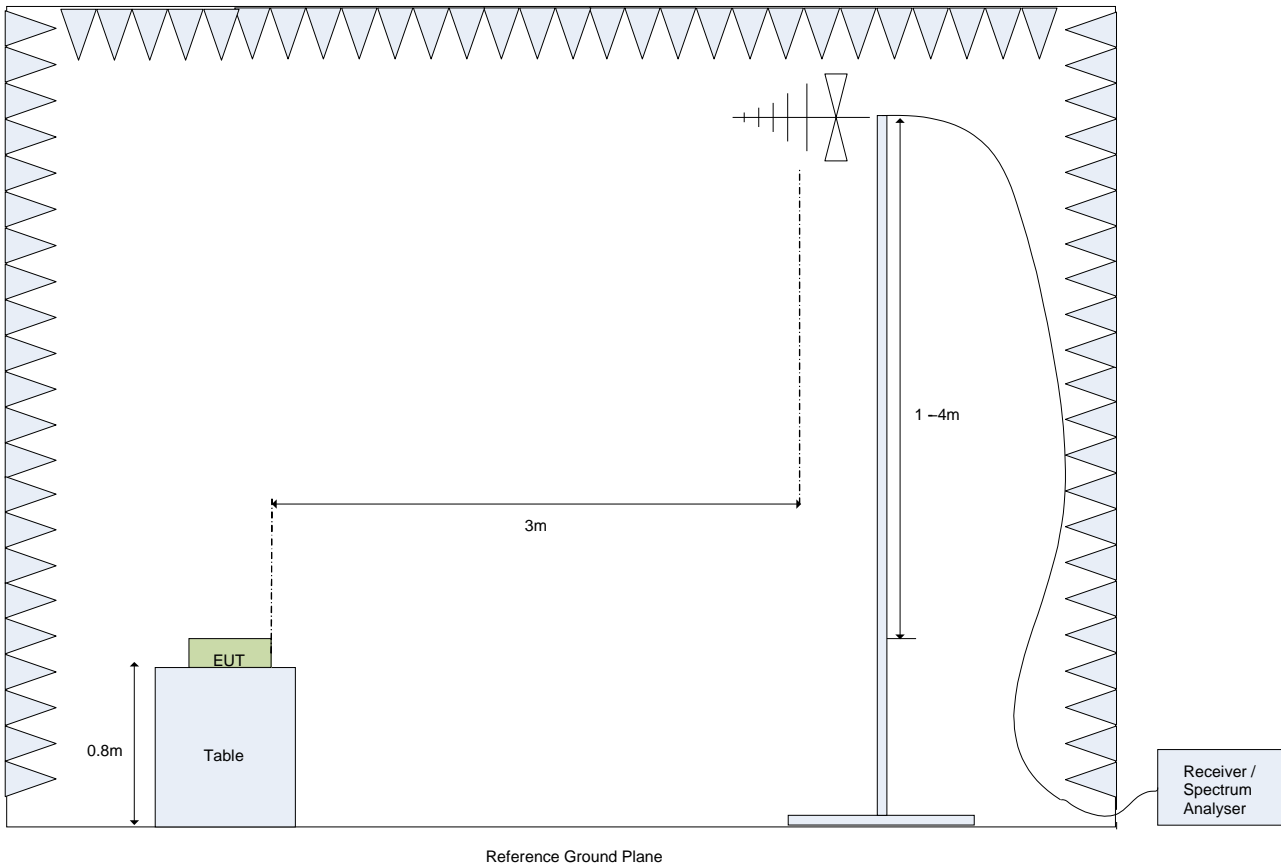 1 –4m
3m
EUT
0.8m
Table
Receiver /
Spectrum
Analyser
Reference Ground Plane